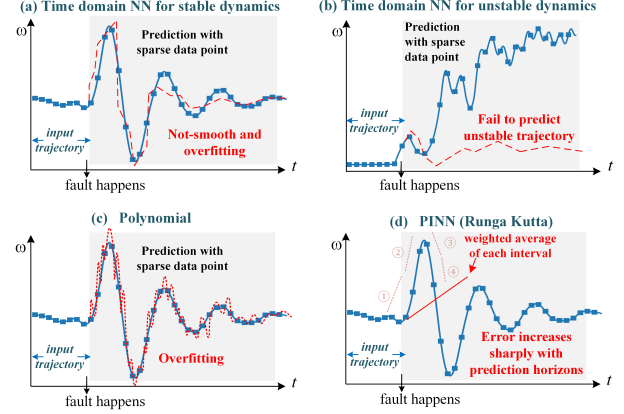 (a) Time domain NN for stable dynamics
ω
Prediction with
sparse data point
input
trajectory
Not-smooth and
overfitting
t
fault happens
(b) Time domain NN for unstable dynamics
ω
Prediction
with sparse
data point
input
trajectory
Fail to predict
unstable trajectory
t
fault happens
(c) Polynomial
ω
Prediction with
sparse data point
input
trajectory
Overfitting
t
fault happens
(d) PINN (Runga Kutta)
ω
① ② ③ ④
weighted average
of each interval
input
trajectory
Error increases
sharply with
prediction horizons
t
fault happens